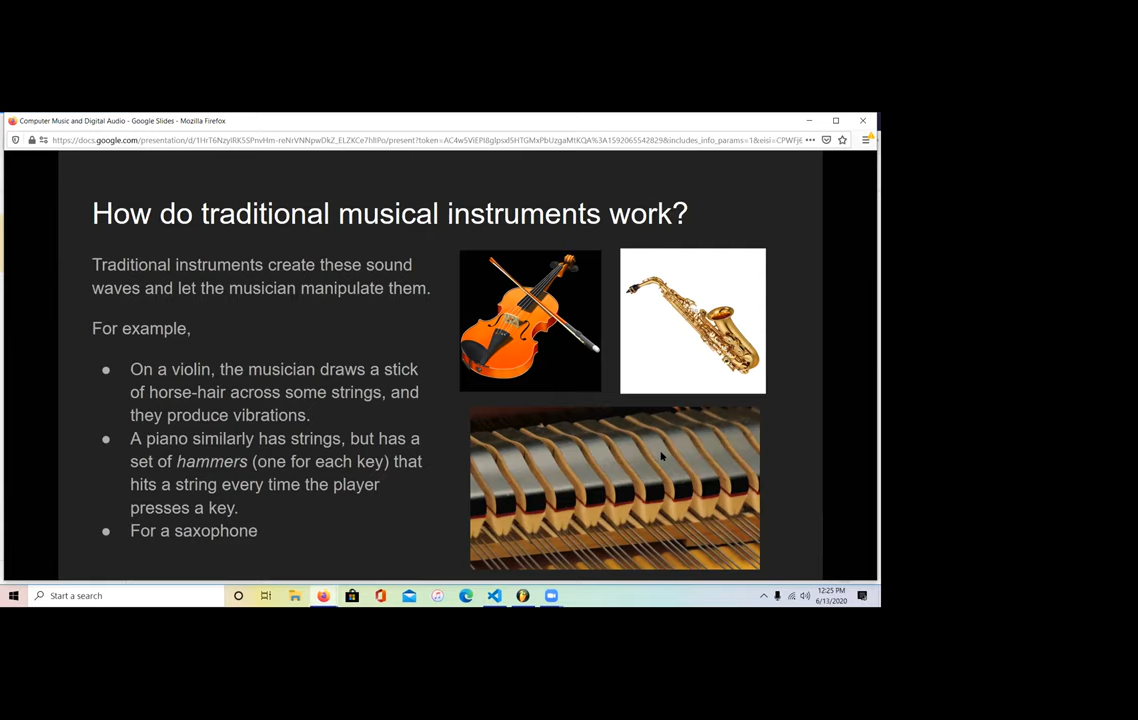 Computer Music and Digital Audio - Google Slides - Mozilla Firefox
How do traditional musical instruments work?
Traditional instruments create these sound
waves and let the musician manipulate them.
For example,
On a violin, the musician draws a stick
of horse-hair across some strings, and
they produce vibrations.
A piano similarly has strings, but has a
set of hammers (one for each key) that
hits a string every time the player
presses a key.
For a saxophone
Start a search
12:25 PM
6/13/2020